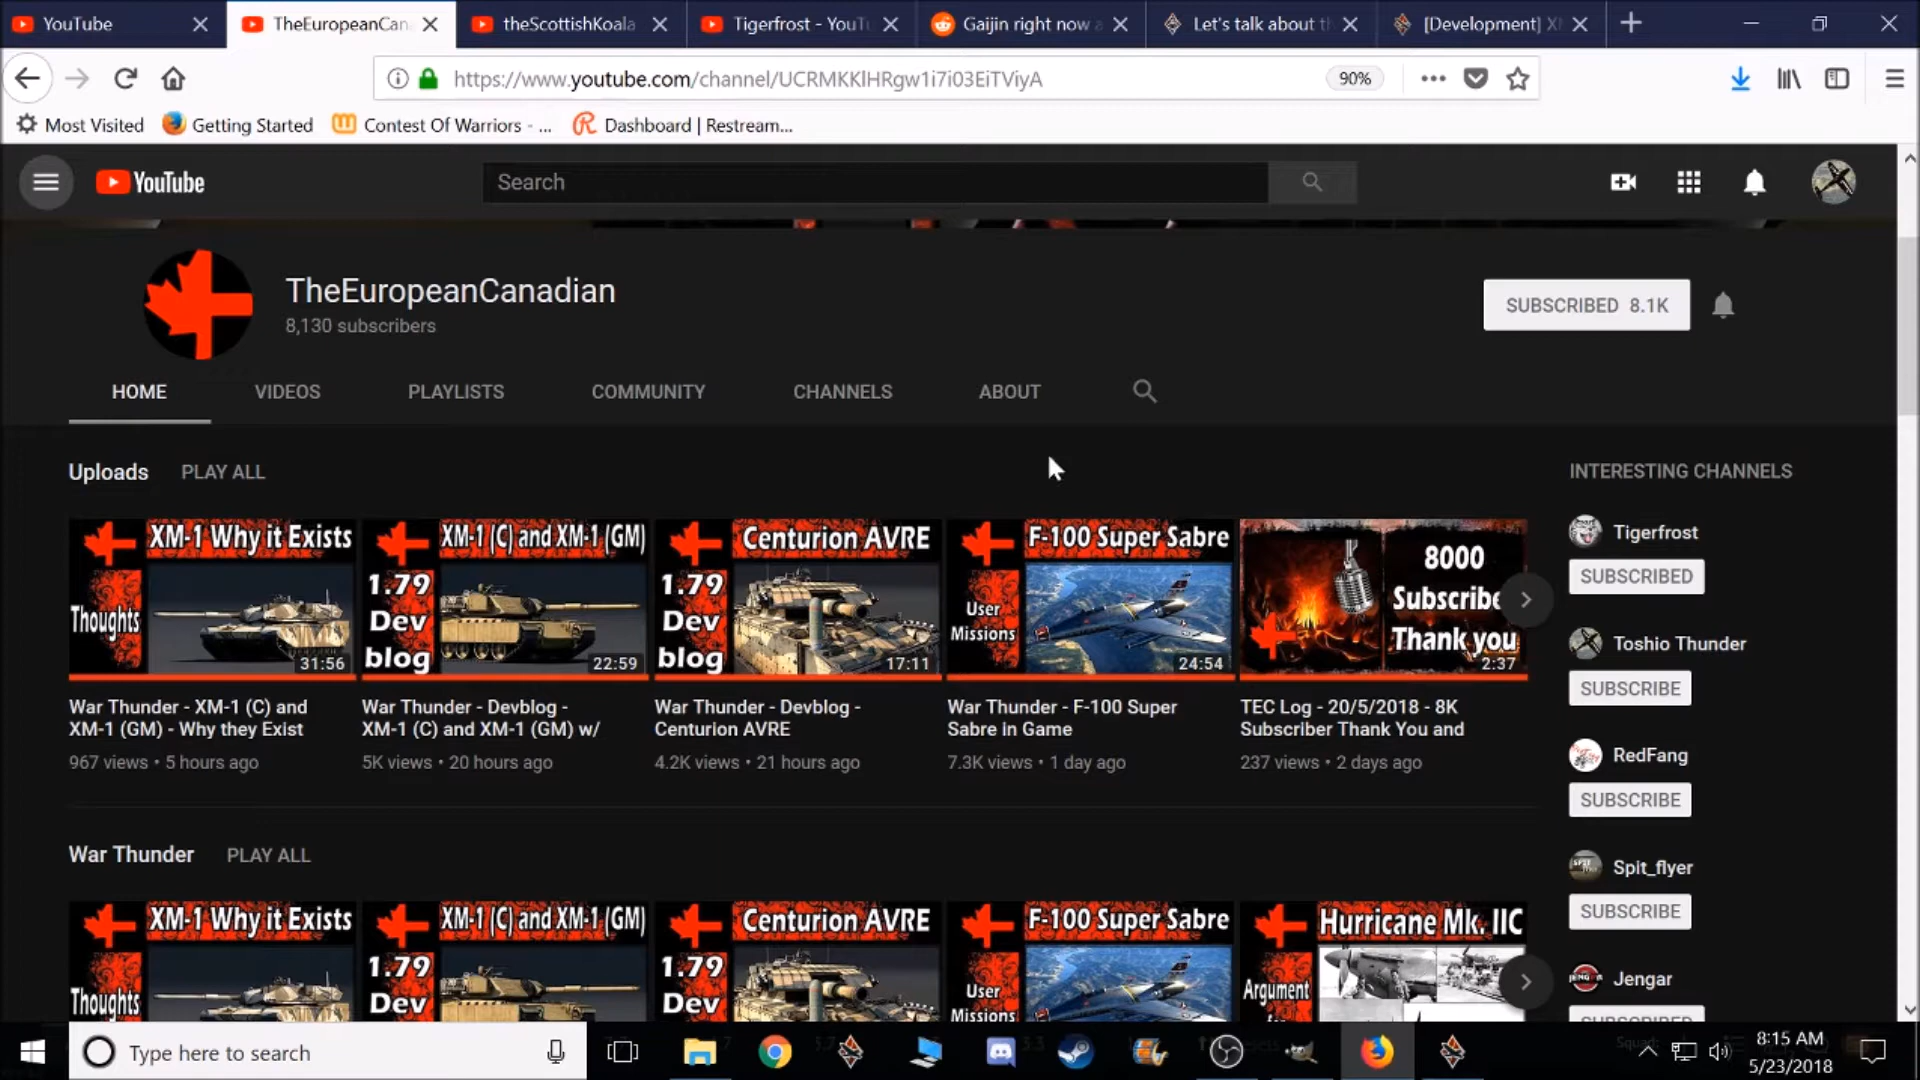 YouTube
TheEuropeanCan
theScottishKoala
Tigerfrost - YouTu
Gaijin right now a
Let's talk about th
[Development] XM
https://www.youtube.com/channel/UCRMKKlHRgw1i7i03EiTViyA
90%
Most Visited
Getting Started
Contest Of Warriors - ...
Dashboard | Restream...
YouTube
Search
TheEuropeanCanadian
8,130 subscribers
SUBSCRIBED 8.1K
HOME
VIDEOS
PLAYLISTS
COMMUNITY
CHANNELS
ABOUT
Uploads PLAY ALL
XM-1 Why it Exists
Thoughts
31:56
XM-1 (C) and XM-1 (GM)
1.79
Dev
blog
22:59
Centurion AVRE
1.79
Dev
blog
17:11
F-100 Super Sabre
User
Missions
24:54
8000
Subscribe
Thank you
2:37
War Thunder - XM-1 (C) and
XM-1 (GM) - Why they Exist
967 views • 5 hours ago
War Thunder - Devblog -
XM-1 (C) and XM-1 (GM) w/
5K views • 20 hours ago
War Thunder - Devblog -
Centurion AVRE
4.2K views • 21 hours ago
War Thunder - F-100 Super
Sabre in Game
7.3K views • 1 day ago
TEC Log - 20/5/2018 - 8K
Subscriber Thank You and
237 views • 2 days ago
War Thunder PLAY ALL
XM-1 Why it Exists
Thoughts
XM-1 (C) and XM-1 (GM)
1.79
Dev
Centurion AVRE
1.79
Dev
F-100 Super Sabre
User
Missions
Hurricane Mk. IIC
Argument
INTERESTING CHANNELS
Tigerfrost
SUBSCRIBED
Toshio Thunder
SUBSCRIBE
RedFang
SUBSCRIBE
Spit_flyer
SUBSCRIBE
Jengar
SUBSCRIBED
Type here to search
8:15 AM
5/23/2018